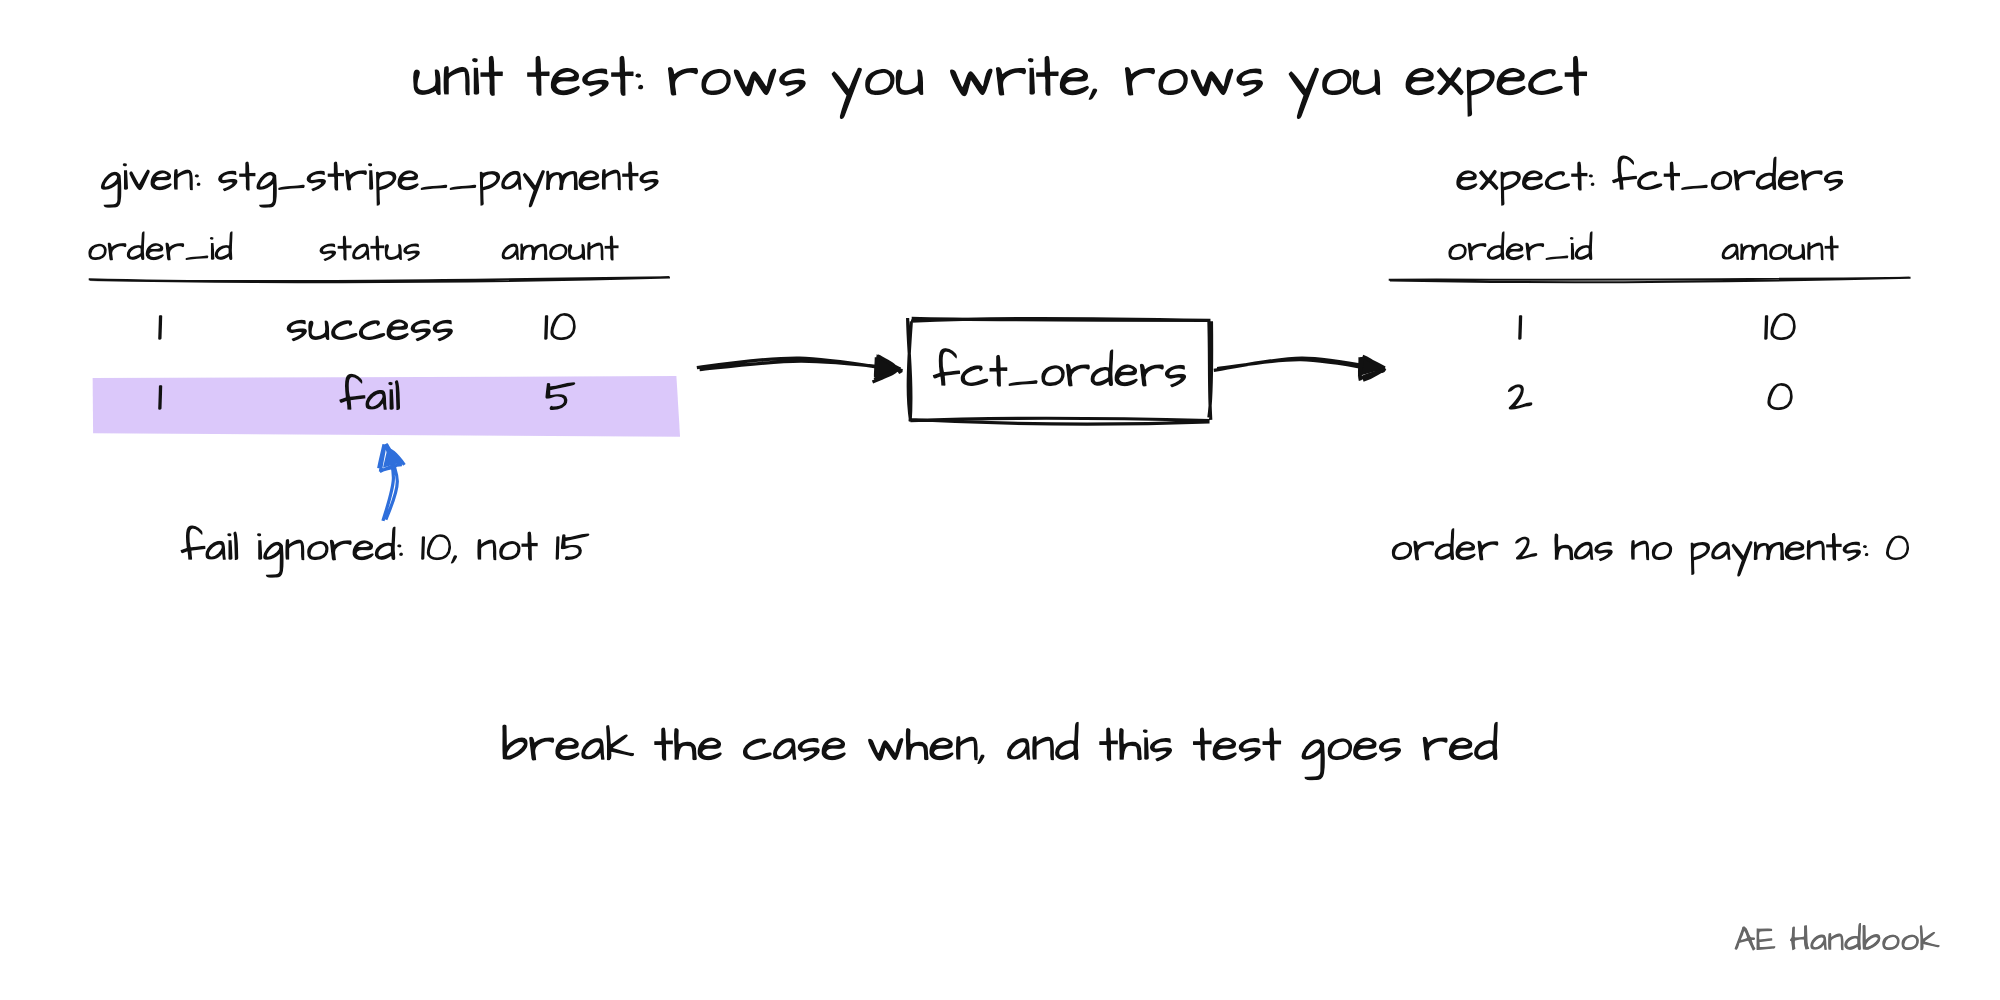 unit test: rows you write, rows you expect
given: stg_stripe__payments
order_id status amount
1 success 10
1 fail 5
fail ignored: 10, not 15
fct_orders
expect: fct_orders
order_id amount
1 10
2 0
order 2 has no payments: 0
break the case when, and this test goes red
AE Handbook